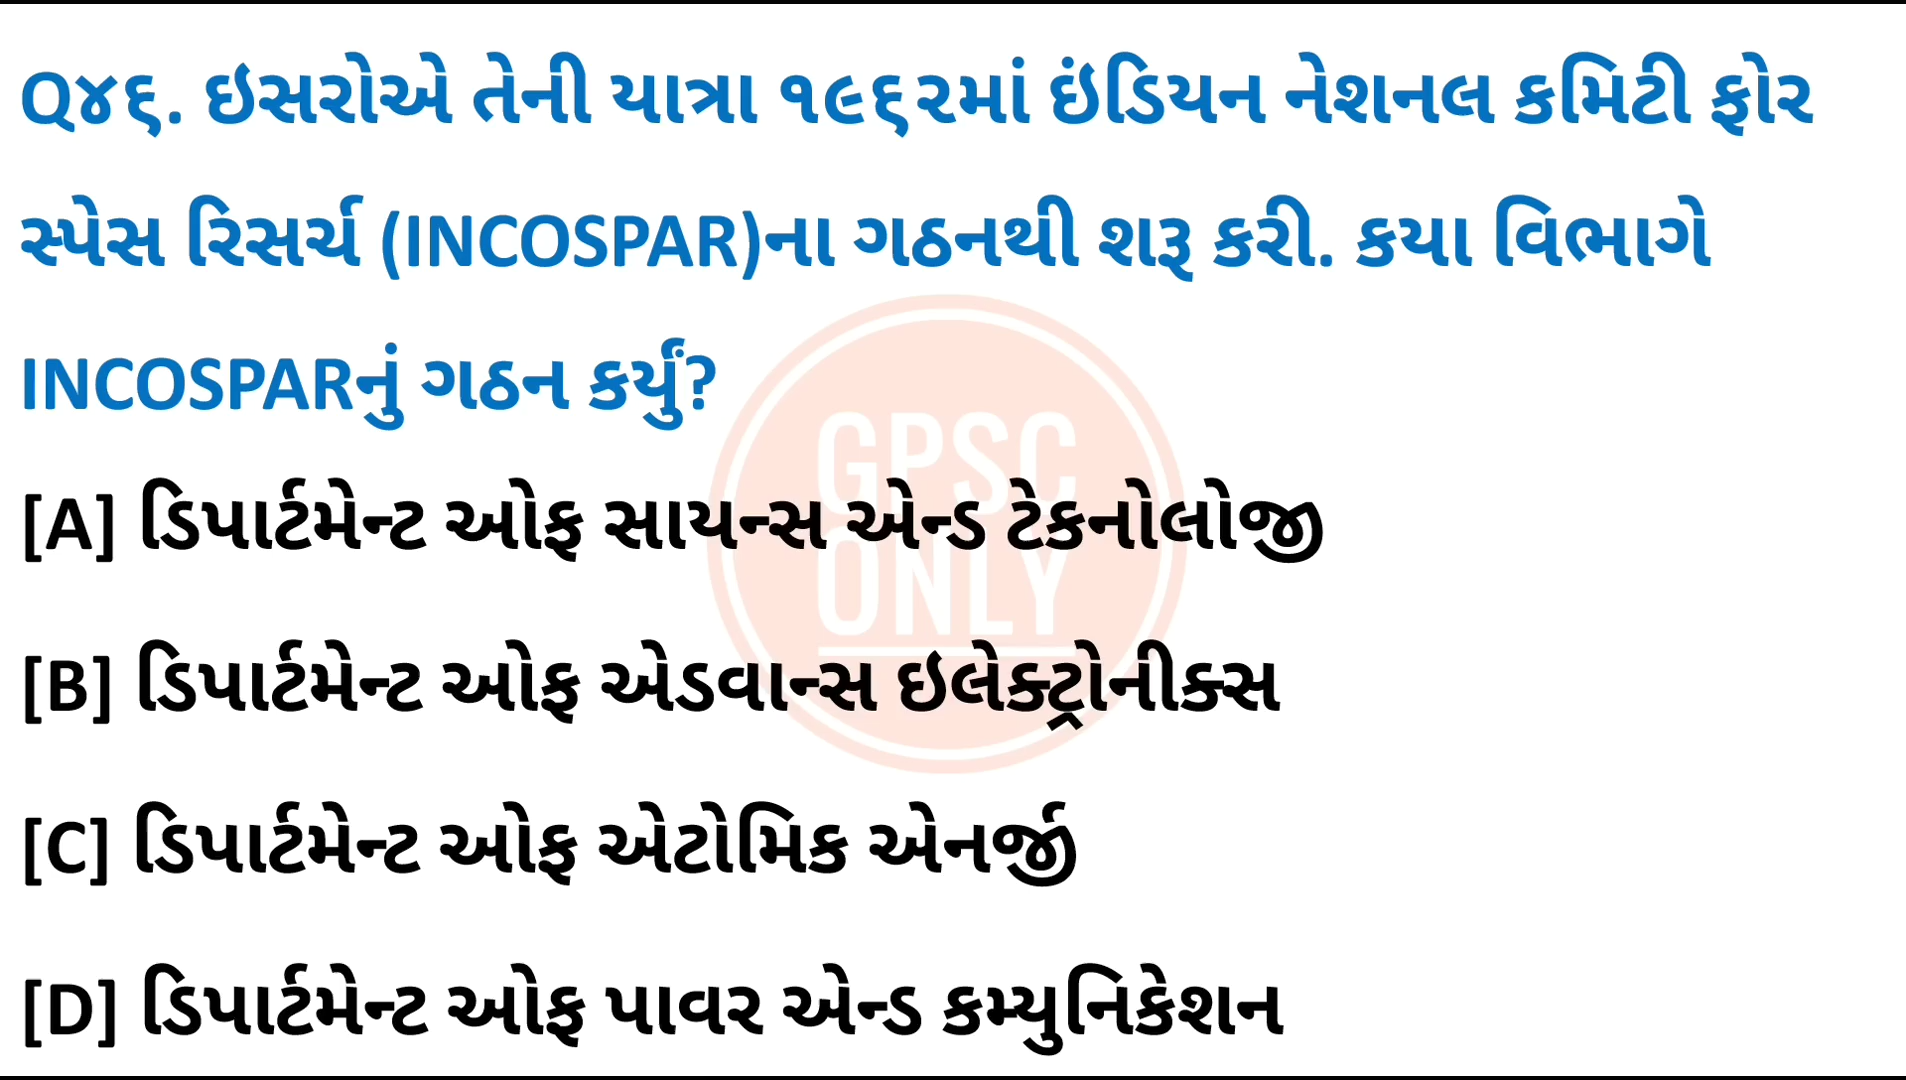 Q૪૬. ઇસરોએ તેની યાત્રા ૧૯૬૨માં ઇંડિયન નેશનલ કમિટી ફોર
સ્પેસ રિસર્ચ (INCOSPAR)ના ગઠનથી શરૂ કરી. કયા વિભાગે
INCOSPARનું ગઠન કર્યું?
GPSC
ONLY
[A] ડિપાર્ટમેન્ટ ઓફ સાયન્સ એન્ડ ટેકનોલોજી
[B] ડિપાર્ટમેન્ટ ઓફ એડવાન્સ ઇલેક્ટ્રોનીક્સ
[C] ડિપાર્ટમેન્ટ ઓફ એટોમિક એનર્જી
[D] ડિપાર્ટમેન્ટ ઓફ પાવર એન્ડ કમ્યુનિકેશન